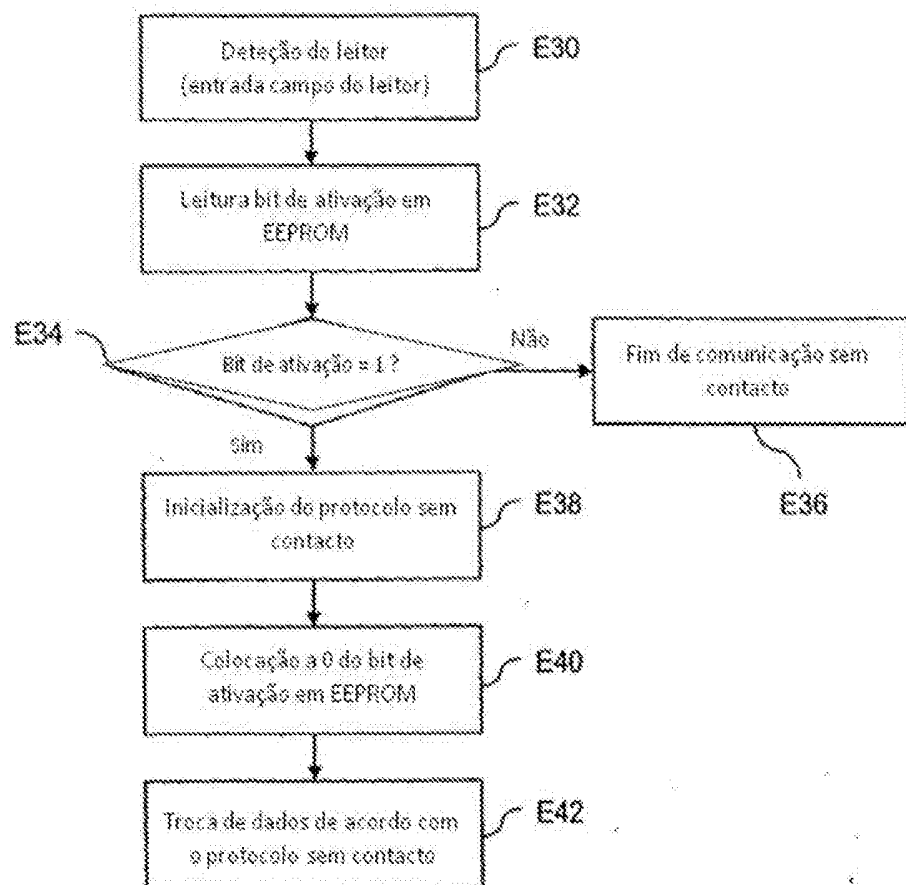 Deteção do leitor
(entrada campo do leitor)
E30
Leitura bit de ativação em
EEPROM
E32
E34
Bit de ativação = 1 ?
Não
Fim de comunicação sem
contacto
E36
sim
Inicialização do protocolo sem
contacto
E38
Colocação a 0 do bit de
ativação em EEPROM
E40
Troca de dados de acordo com
o protocolo sem contacto
E42